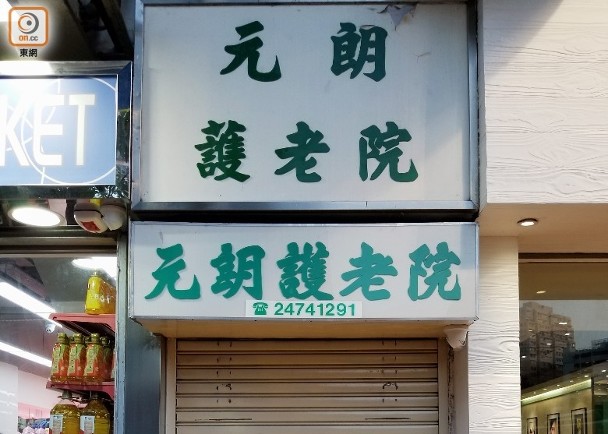 on.cc
東網
KET
元朗
護老院
元朗護老院
☎ 24741291